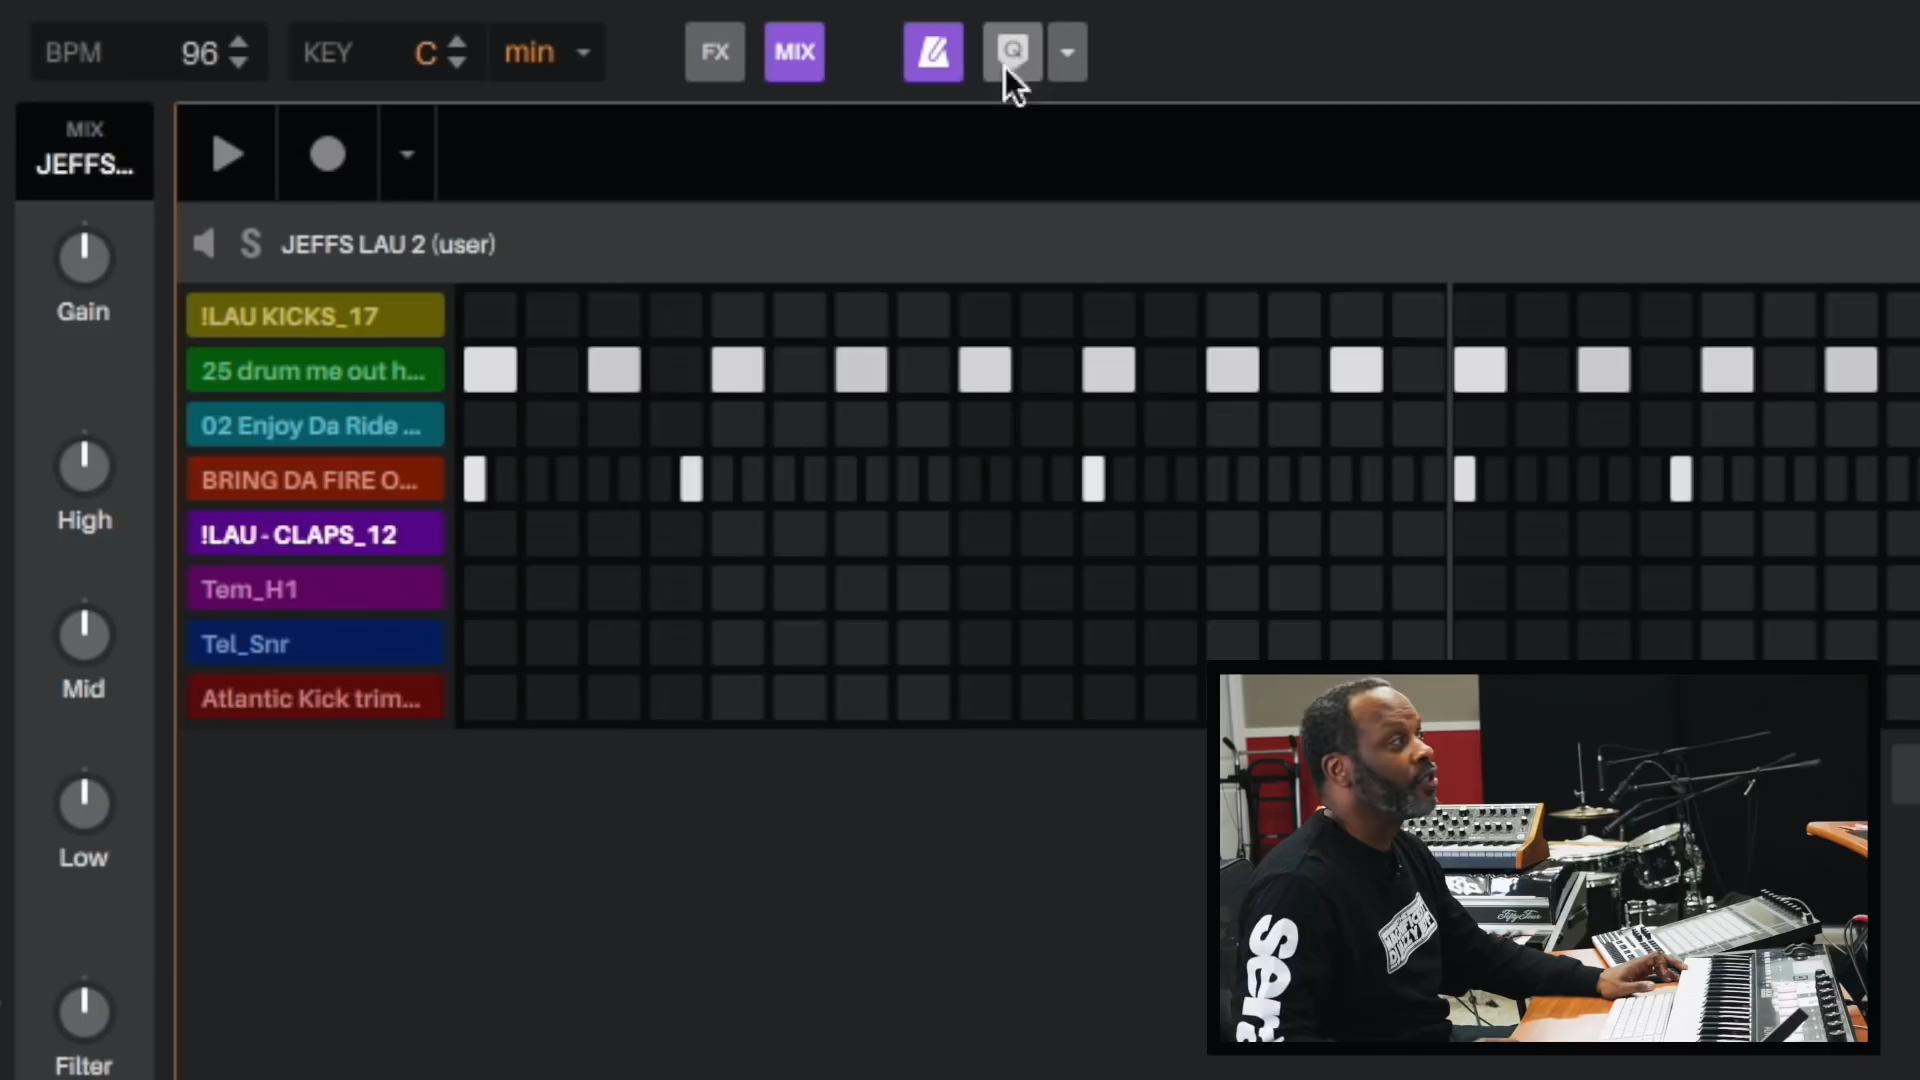 BPM 96 KEY C min FX MIX Q
MIX
JEFFS...
S JEFFS LAU 2 (user)
Gain
High
Mid
Low
Filter
!LAU KICKS_17
25 drum me out h...
02 Enjoy Da Ride ...
BRING DA FIRE O...
!LAU - CLAPS_12
Tem_H1
Tel_Snr
Atlantic Kick trim...